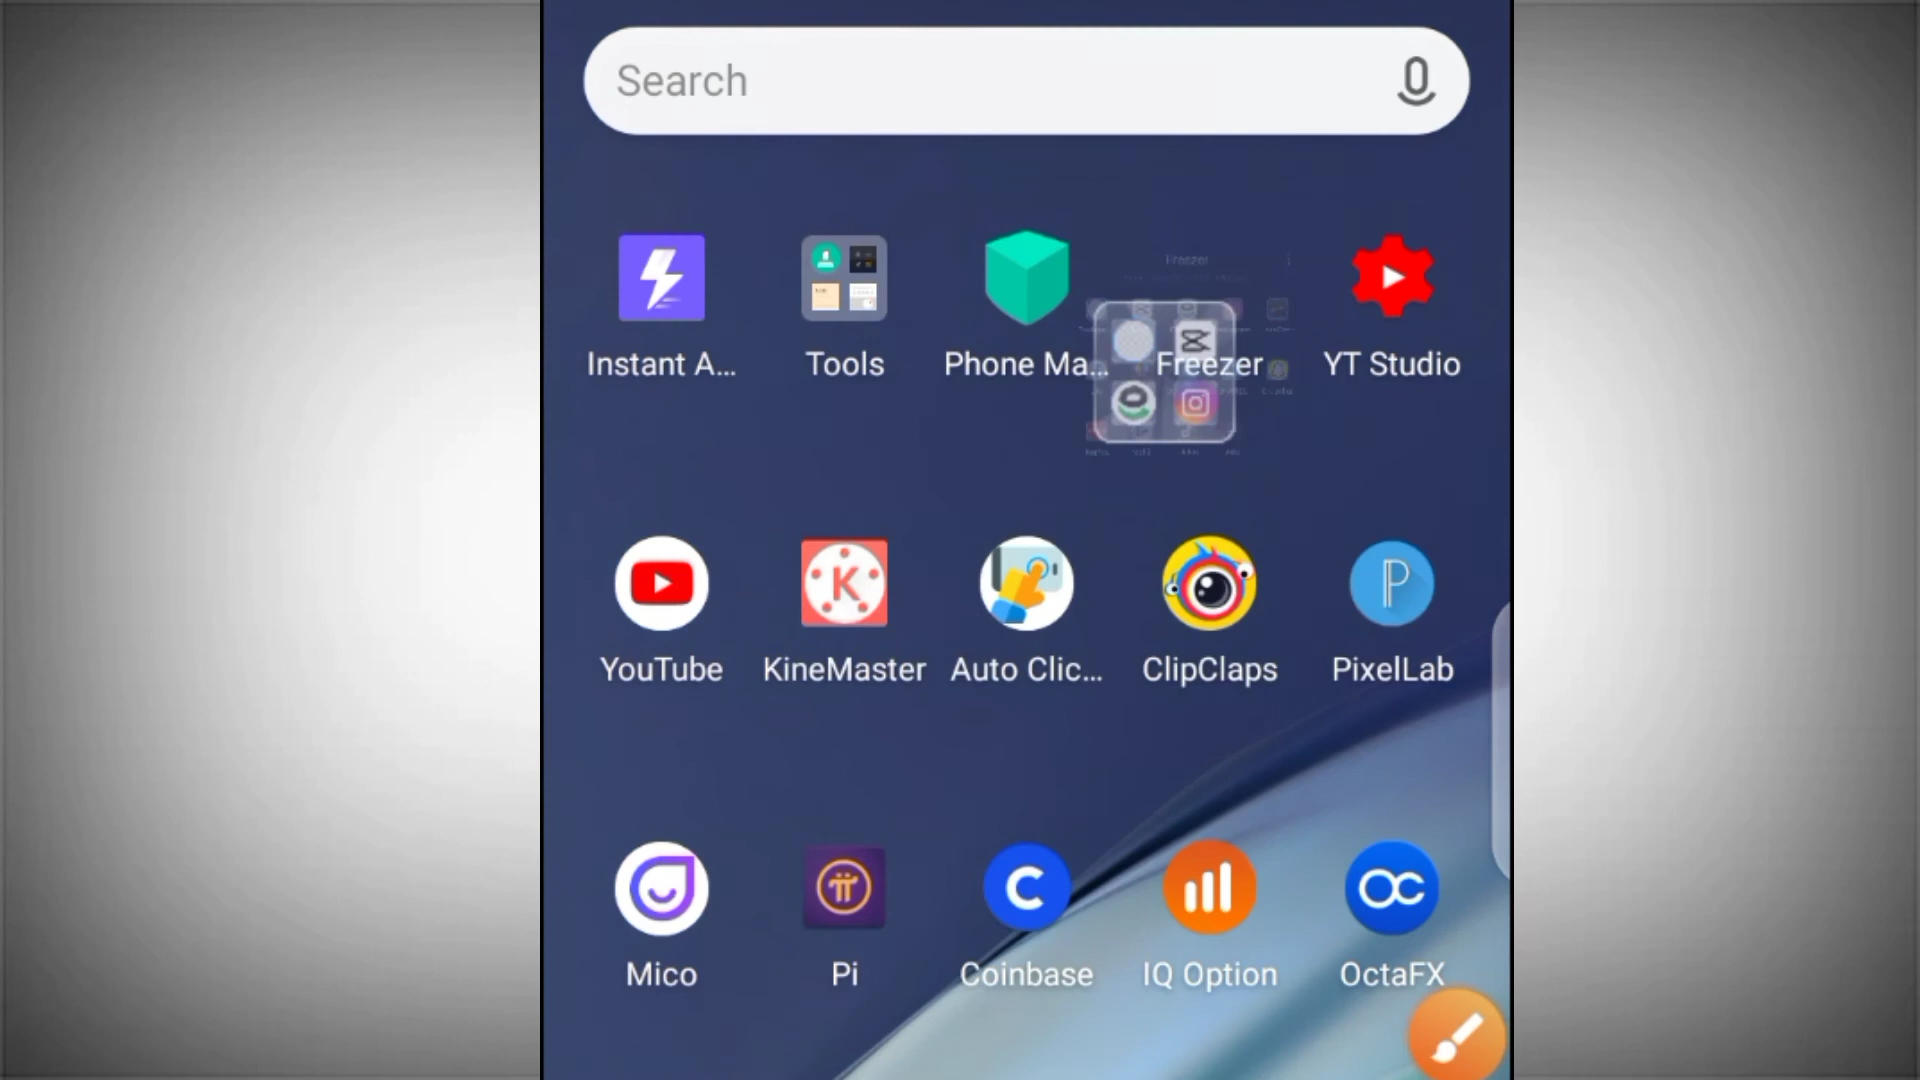 Search
Freezer
Instant A...
Tools
Phone Ma...
Freezer
YT Studio
YouTube
KineMaster
Auto Clic...
ClipClaps
PixelLab
Mico
Pi
Coinbase
IQ Option
OctaFX